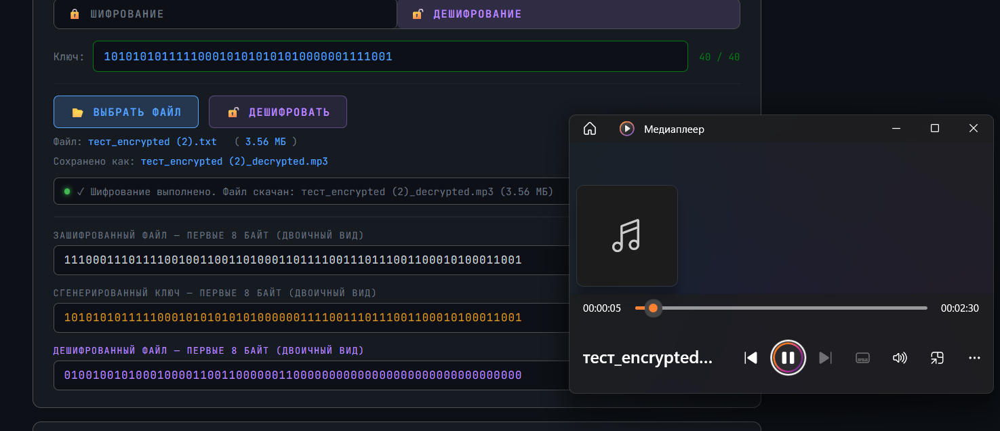 ШИФРОВАНИЕ
ДЕШИФРОВАНИЕ
Ключ: 1010101011111000101010101010000001111001 40 / 40
ВЫБРАТЬ ФАЙЛ
ДЕШИФРОВАТЬ
Файл: тест_encrypted (2).txt ( 3.56 МБ )
Сохранено как: тест_encrypted (2)_decrypted.mp3
✓ Шифрование выполнено. Файл скачан: тест_encrypted (2)_decrypted.mp3 (3.56 МБ)
ЗАШИФРОВАННЫЙ ФАЙЛ — ПЕРВЫЕ 8 БАЙТ (ДВОИЧНЫЙ ВИД)
1110001110111100100110011010001101111001110111001100010100011001
СГЕНЕРИРОВАННЫЙ КЛЮЧ — ПЕРВЫЕ 8 БАЙТ (ДВОИЧНЫЙ ВИД)
1010101011111000101010101010000001111001110111001100010100011001
ДЕШИФРОВАННЫЙ ФАЙЛ — ПЕРВЫЕ 8 БАЙТ (ДВОИЧНЫЙ ВИД)
0100100101000100001100110000001100000000000000000000000000000000
Медиаплеер
00:00:05
00:02:30
тест_encrypted...